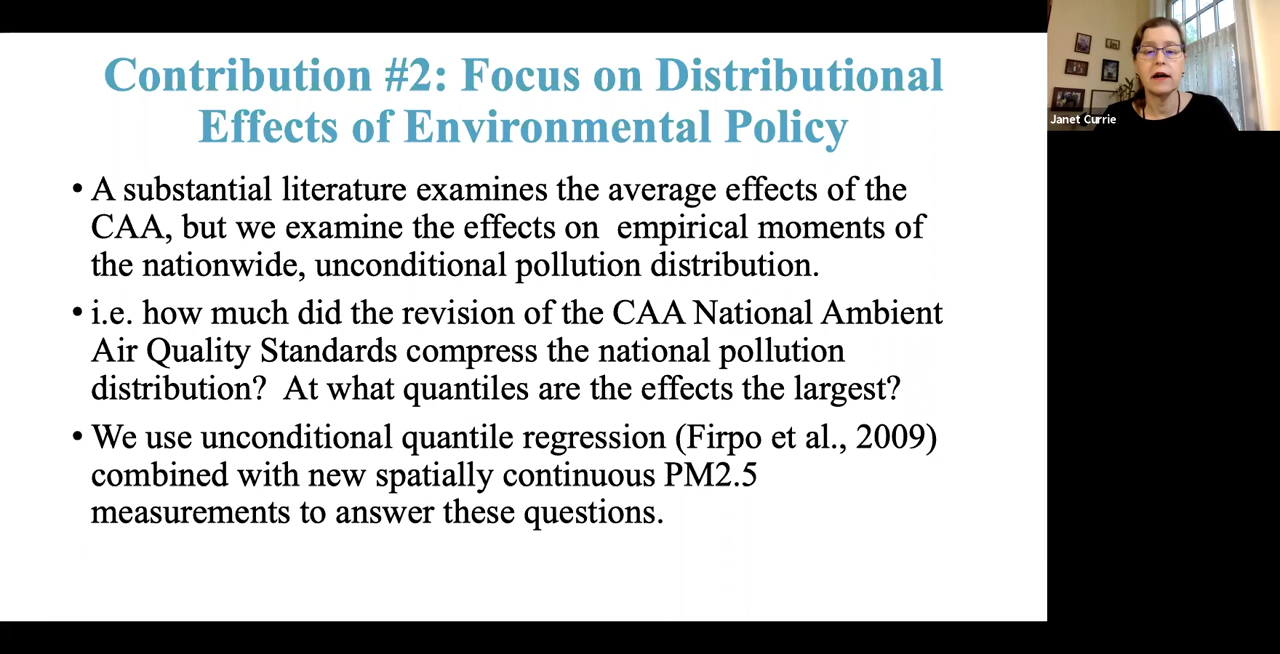 Contribution #2: Focus on Distributional
Effects of Environmental Policy
• A substantial literature examines the average effects of the
CAA, but we examine the effects on  empirical moments of
the nationwide, unconditional pollution distribution.
• i.e. how much did the revision of the CAA National Ambient
Air Quality Standards compress the national pollution
distribution?  At what quantiles are the effects the largest?
• We use unconditional quantile regression (Firpo et al., 2009)
combined with new spatially continuous PM2.5
measurements to answer these questions.
Janet Currie